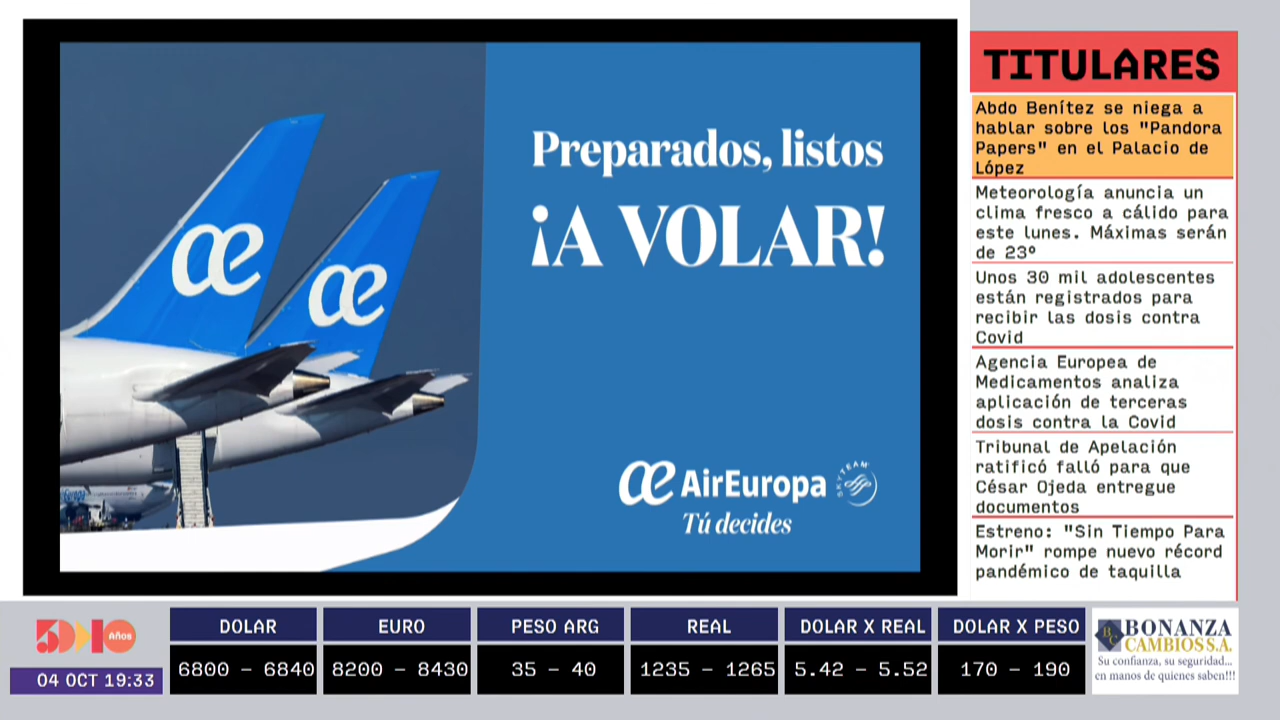 Preparados, listos
¡A VOLAR!
æ AirEuropa
SKYTEAM
Tú decides
æ
æ
TITULARES
Abdo Benítez se niega a
hablar sobre los "Pandora
Papers" en el Palacio de
López
Meteorología anuncia un
clima fresco a cálido para
este lunes. Máximas serán
de 23º
Unos 30 mil adolescentes
están registrados para
recibir las dosis contra
Covid
Agencia Europea de
Medicamentos analiza
aplicación de terceras
dosis contra la Covid
Tribunal de Apelación
ratificó falló para que
César Ojeda entregue
documentos
Estreno: "Sin Tiempo Para
Morir" rompe nuevo récord
pandémico de taquilla
Años
04 OCT 19:33
DOLAR
6800 - 6840
EURO
8200 - 8430
PESO ARG
35 - 40
REAL
1235 - 1265
DOLAR X REAL
5.42 - 5.52
DOLAR X PESO
170 - 190
BC BONANZA
CAMBIOS S.A.
Su confianza, su seguridad...
en manos de quienes saben!!!